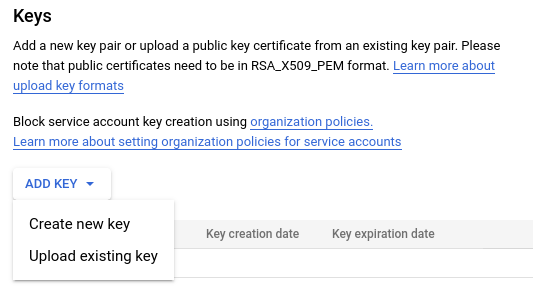 Keys
Add a new key pair or upload a public key certificate from an existing key pair. Please
note that public certificates need to be in RSA_X509_PEM format. Learn more about
upload key formats
Block service account key creation using organization policies.
Learn more about setting organization policies for service accounts
ADD KEY
Create new key
Upload existing key
Key creation date
Key expiration date